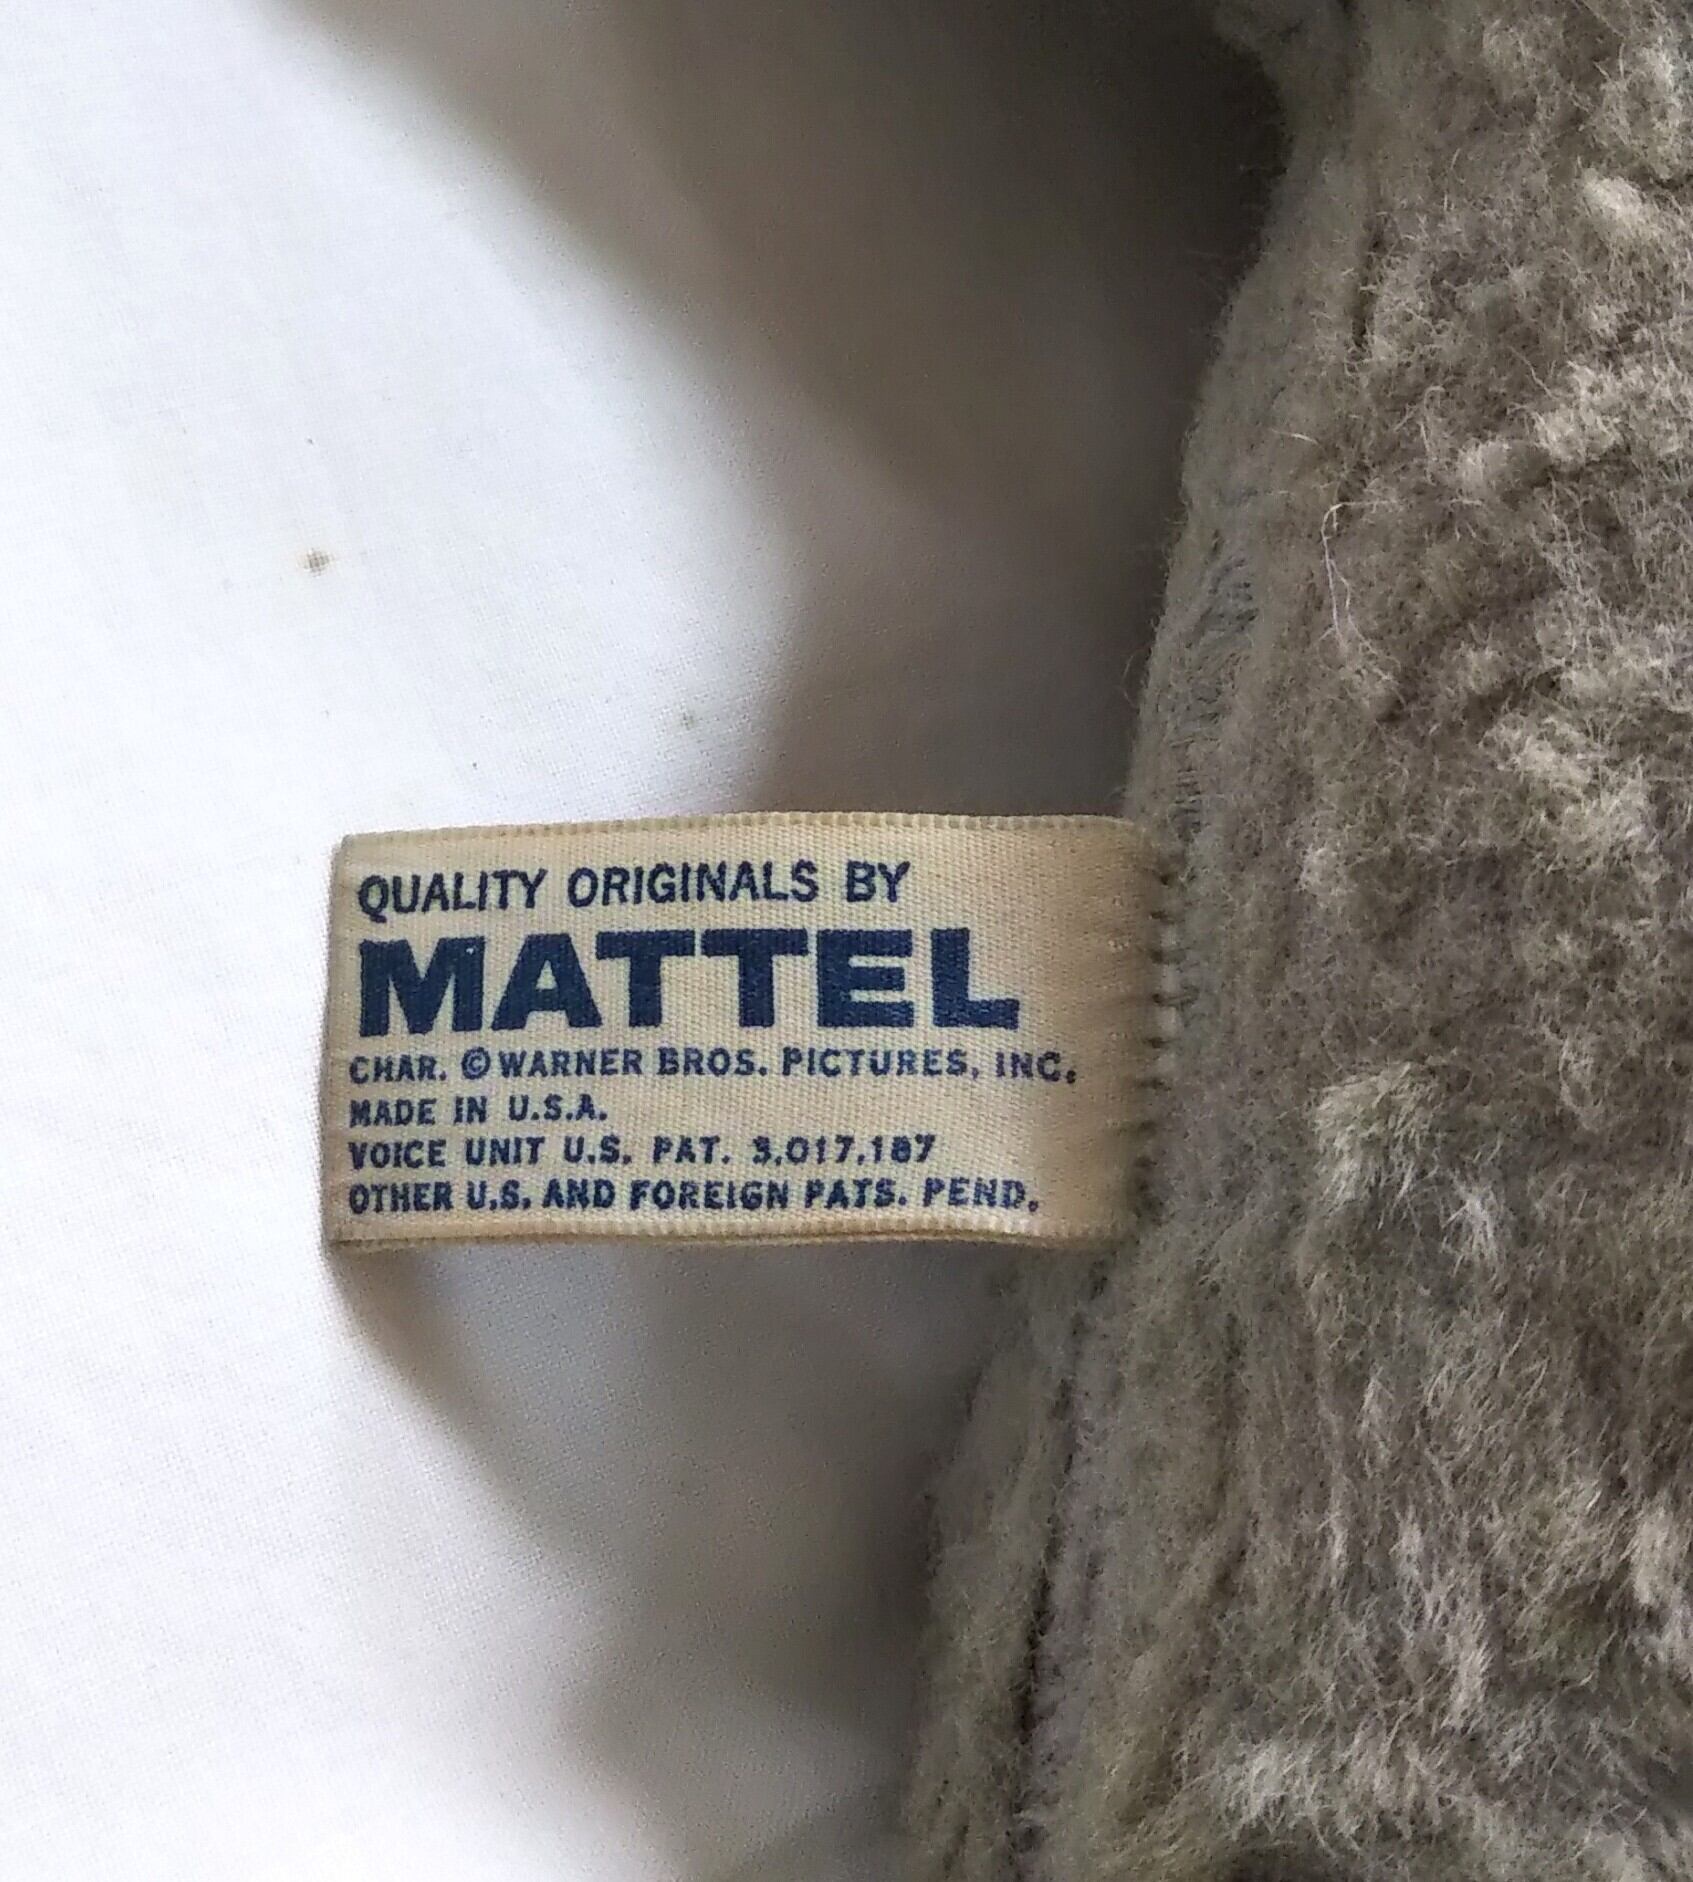 QUALITY ORIGINALS BY
MATTEL
CHAR. ©WARNER BROS. PICTURES, INC.
MADE IN U.S.A.
VOICE UNIT U.S. PAT. 3,017,187
OTHER U.S. AND FOREIGN PATS. PEND.